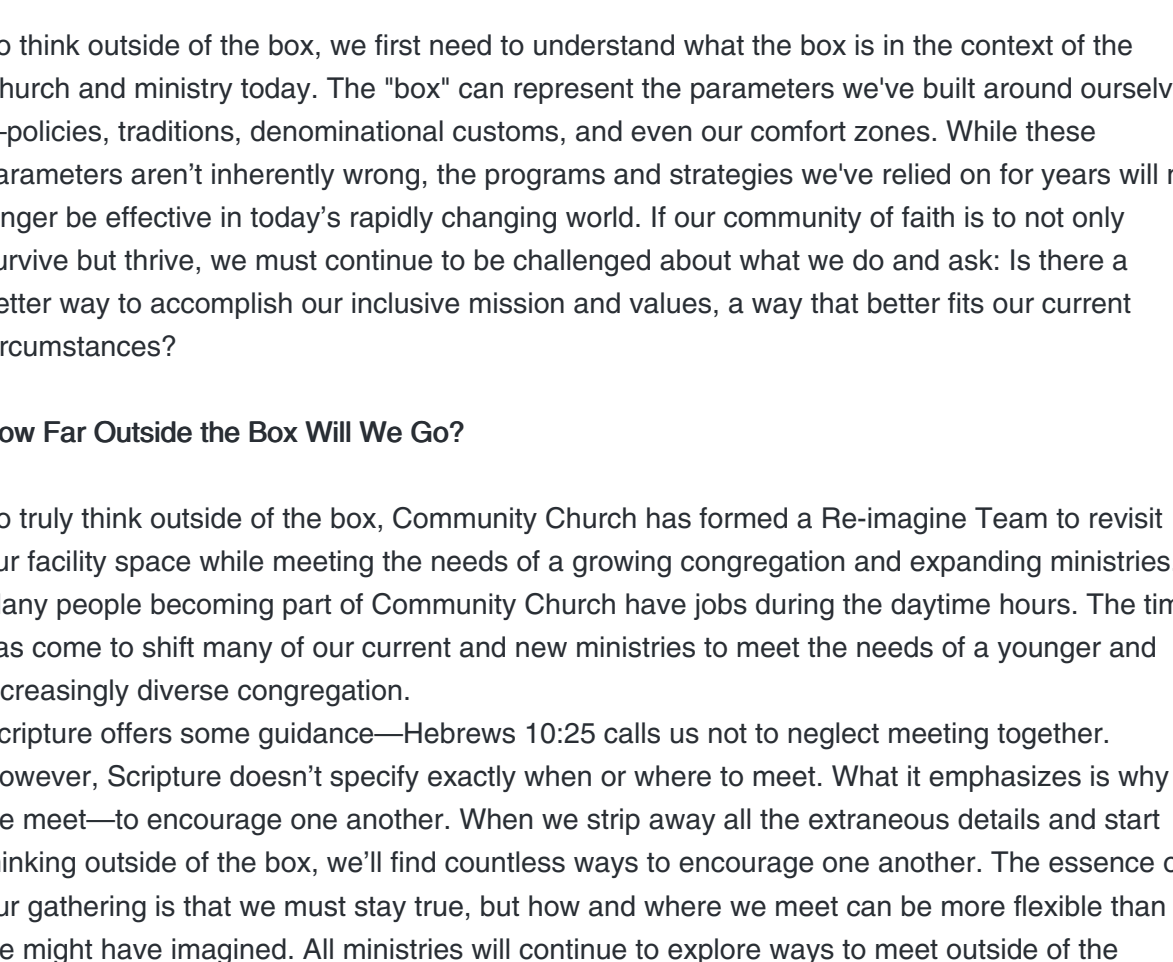 o think outside of the box, we first need to understand what the box is in the context of the
hurch and ministry today. The "box" can represent the parameters we've built around ourselv
–policies, traditions, denominational customs, and even our comfort zones. While these
arameters aren’t inherently wrong, the programs and strategies we've relied on for years will n
nger be effective in today’s rapidly changing world. If our community of faith is to not only
urvive but thrive, we must continue to be challenged about what we do and ask: Is there a
etter way to accomplish our inclusive mission and values, a way that better fits our current
rcumstances?
ow Far Outside the Box Will We Go?
o truly think outside of the box, Community Church has formed a Re-imagine Team to revisit
ur facility space while meeting the needs of a growing congregation and expanding ministries
any people becoming part of Community Church have jobs during the daytime hours. The tim
as come to shift many of our current and new ministries to meet the needs of a younger and
creasingly diverse congregation.
cripture offers some guidance—Hebrews 10:25 calls us not to neglect meeting together.
owever, Scripture doesn’t specify exactly when or where to meet. What it emphasizes is why
e meet—to encourage one another. When we strip away all the extraneous details and start
inking outside of the box, we’ll find countless ways to encourage one another. The essence o
ur gathering is that we must stay true, but how and where we meet can be more flexible than
e might have imagined. All ministries will continue to explore ways to meet outside of the